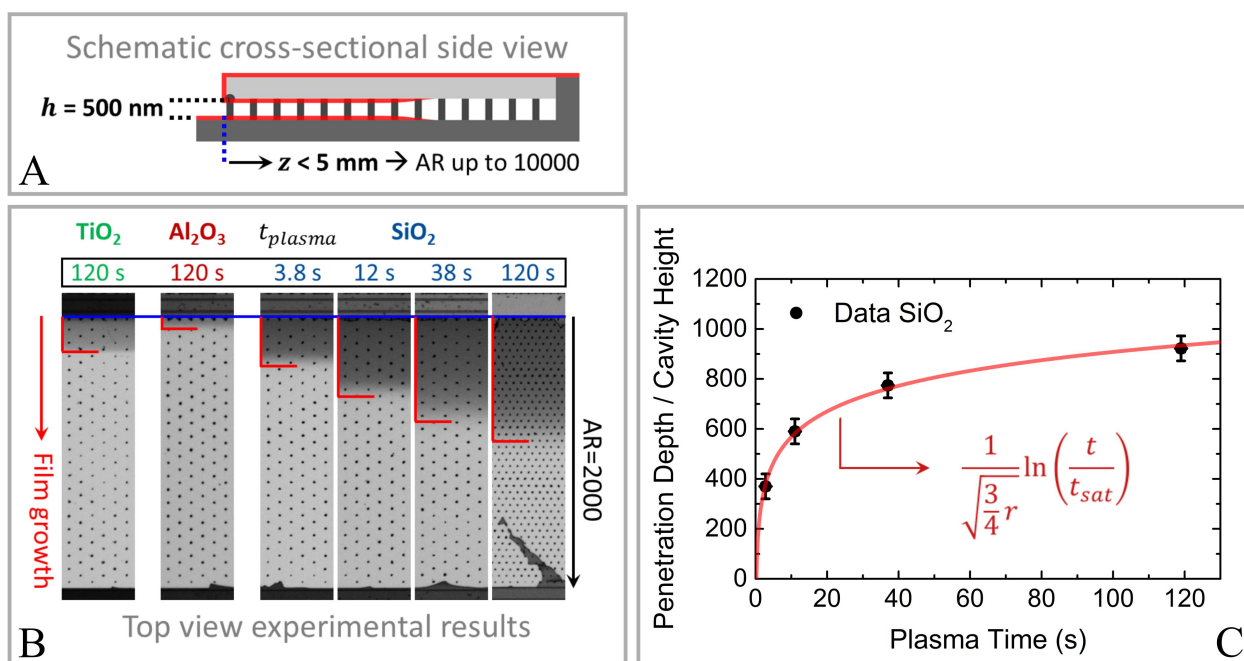 Schematic cross-sectional side view
h = 500 nm
z < 5 mm → AR up to 10000
A
TiO₂ Al₂O₃ t_plasma SiO₂
120 s 120 s 3.8 s 12 s 38 s 120 s
Film growth
AR=2000
Top view experimental results
B
Penetration Depth / Cavity Height
1200
1000
800
600
400
200
0
Data SiO₂
1/√(3/4 r) ln(t/t_sat)
0 20 40 60 80 100 120
Plasma Time (s)
C